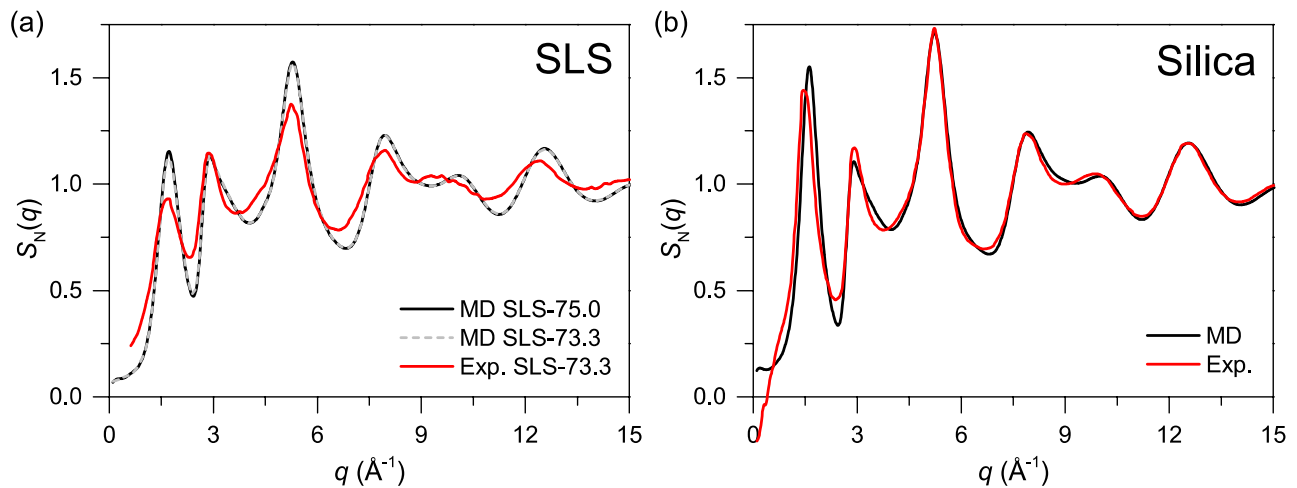 (a)
SLS
1.5
1.0
0.5
0.0
S_N(q)
MD SLS-75.0
MD SLS-73.3
Exp. SLS-73.3
0 3 6 9 12 15
q (Å⁻¹)
(b)
Silica
1.5
1.0
0.5
0.0
S_N(q)
MD
Exp.
0 3 6 9 12 15
q (Å⁻¹)